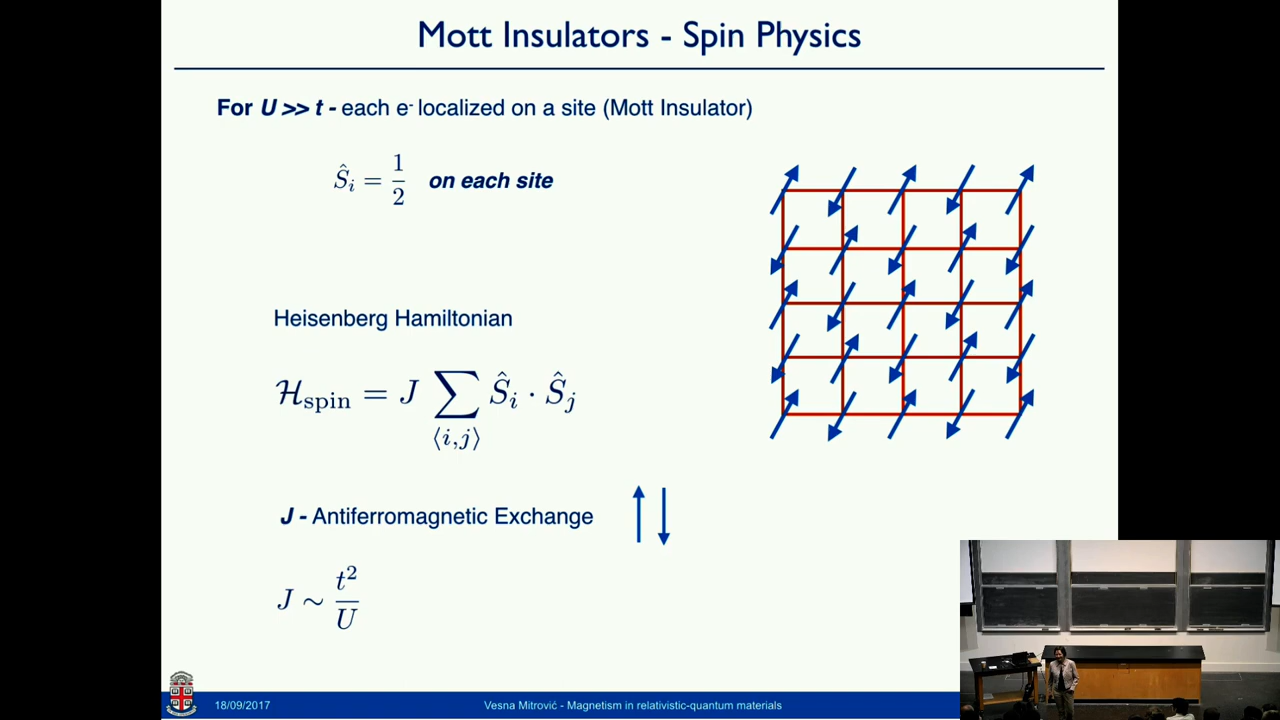 Mott Insulators - Spin Physics
For U >> t - each e- localized on a site (Mott Insulator)
Ŝᵢ = 1/2 on each site
Heisenberg Hamiltonian
ℋspin = J ∑⟨i,j⟩ Ŝᵢ · Ŝⱼ
J - Antiferromagnetic Exchange
J ∼ t²/U
18/09/2017
Vesna Mitrović - Magnetism in relativistic-quantum materials